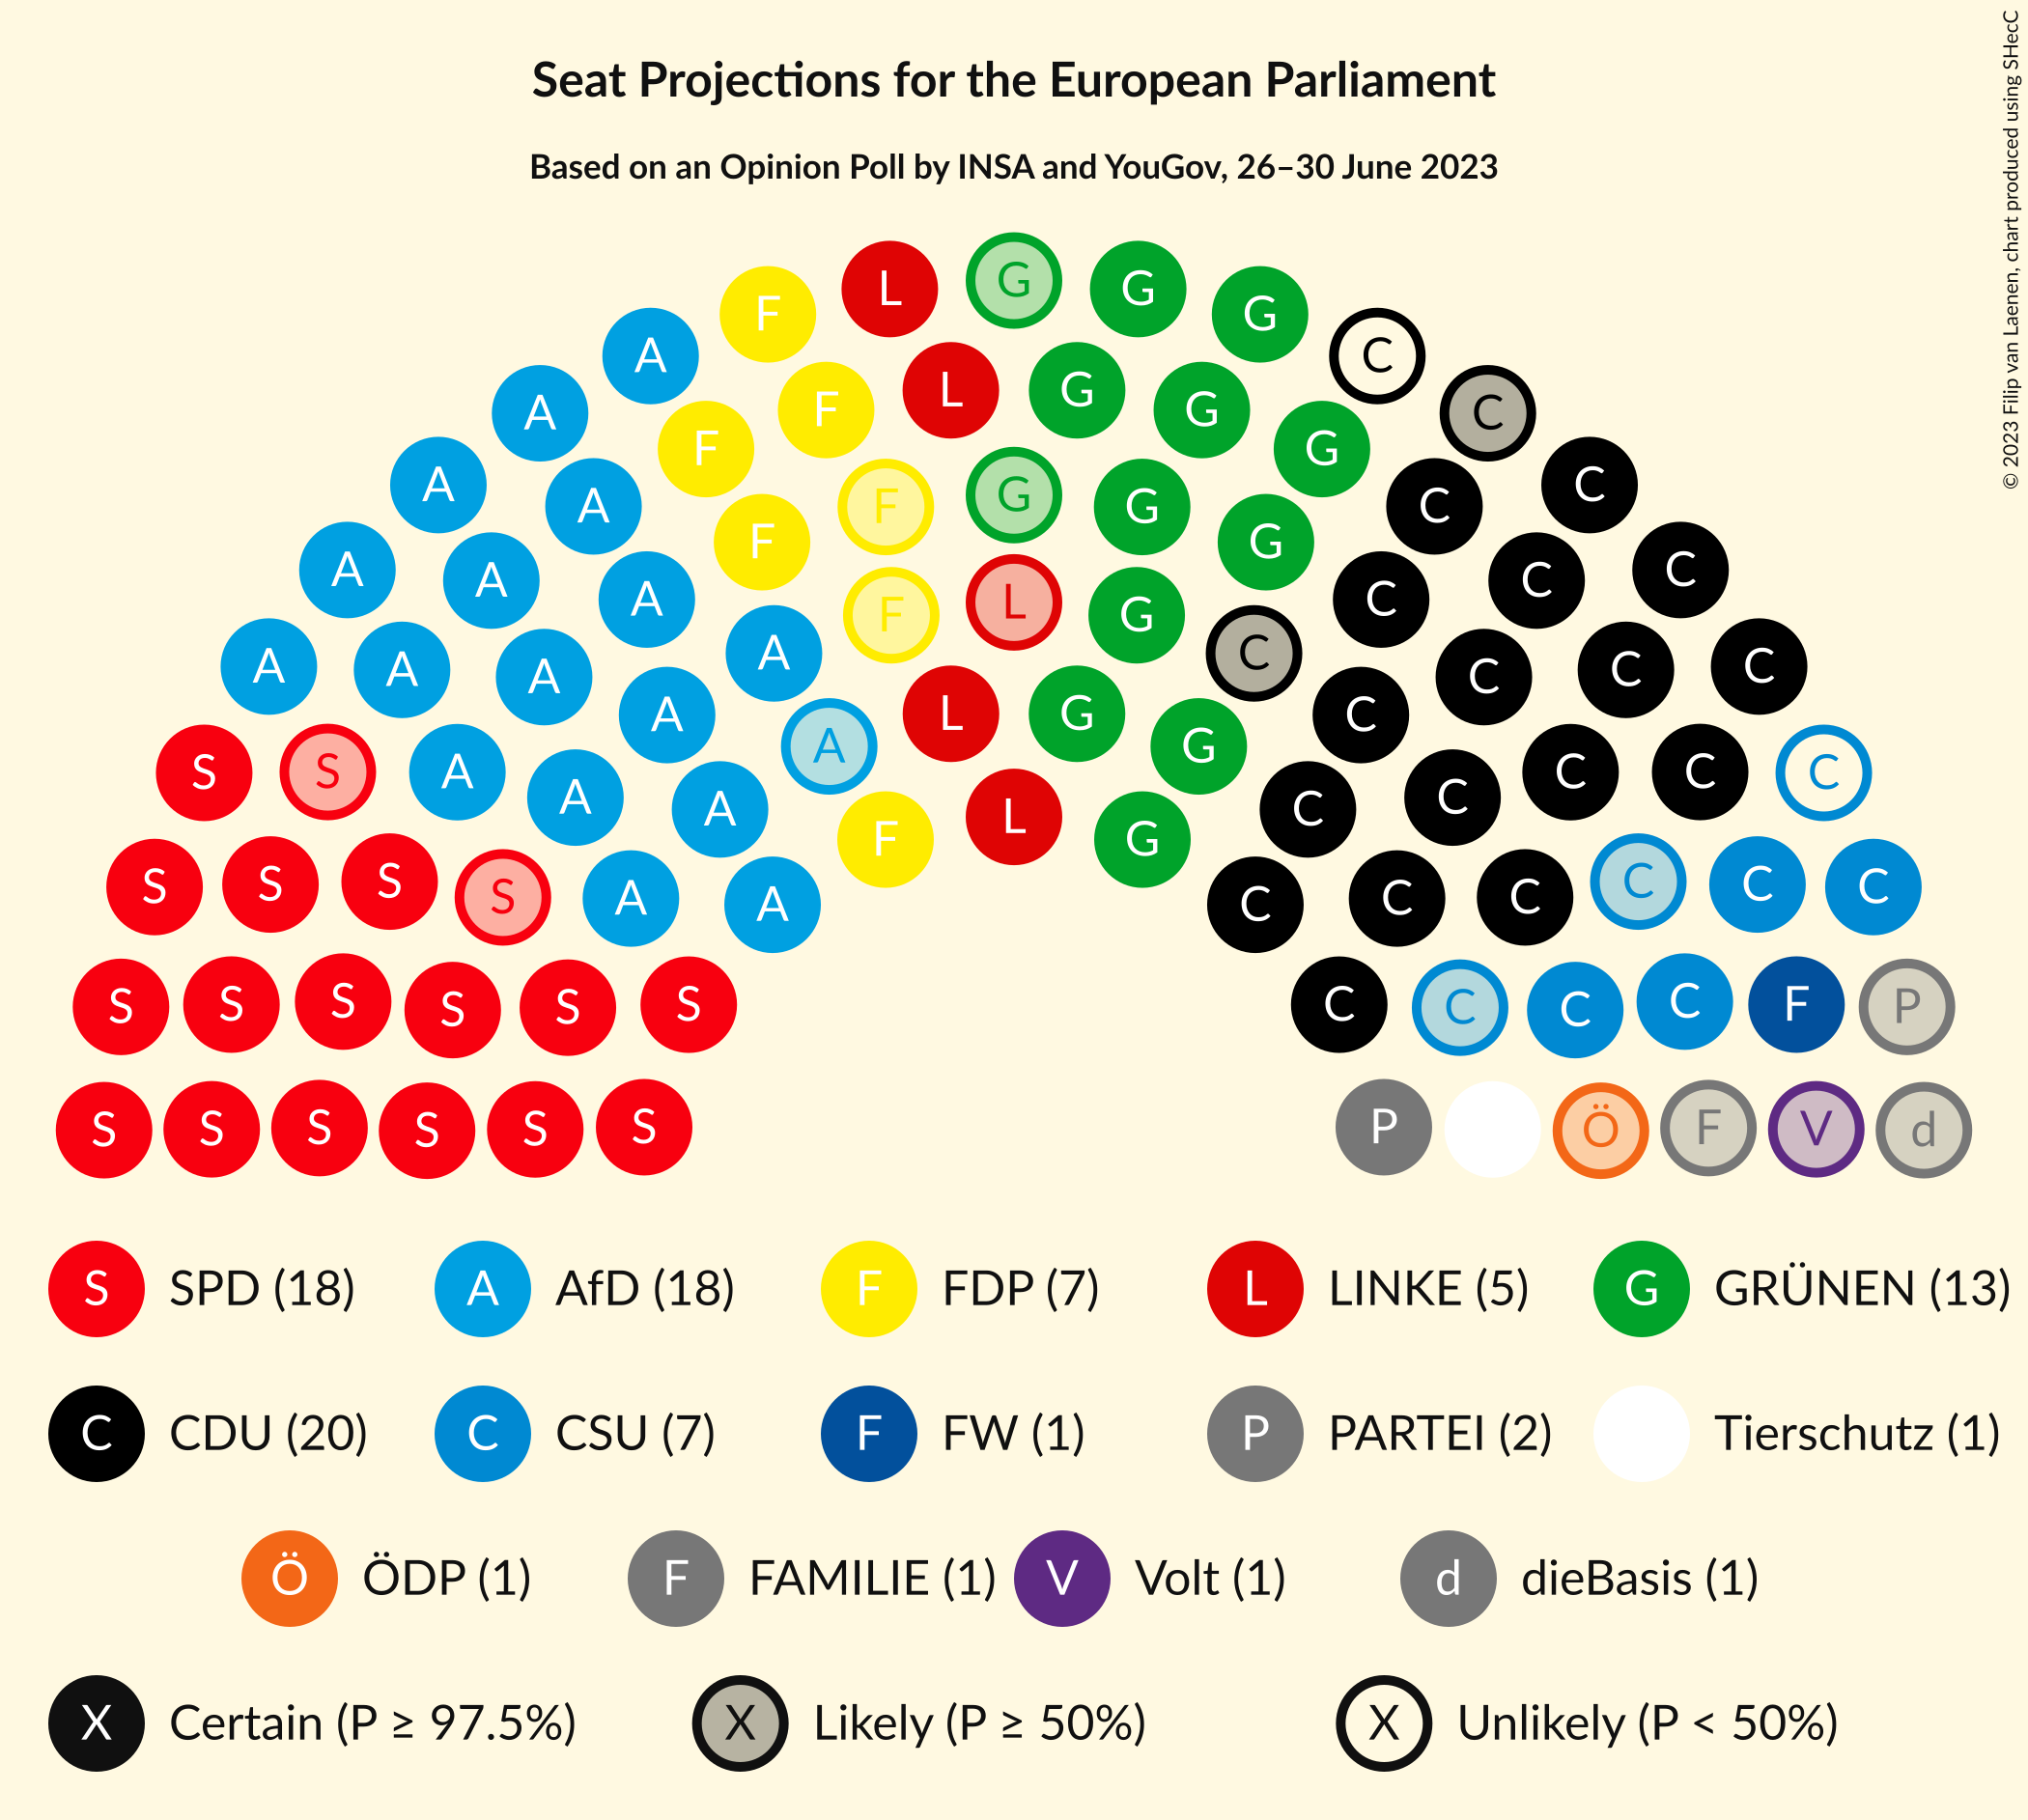 Seat Projections for the European Parliament
Based on an Opinion Poll by INSA and YouGov, 26–30 June 2023
© 2023 Filip van Laenen, chart produced using SHecC
L G G
F G
A C
L G
F G
A C
F G
A C
A F G G C C
A C
F G
A L C
A C
A F G C
A C
A A C C
A A C C
A L G C
A G
S S A C C C
A C
A L C
F G
S S S C C C
S A C
A C
S S S S C C F P
S S C C
S S S S S S P Ö F V d
S SPD (18) A AfD (18) F FDP (7) L LINKE (5) G GRÜNEN (13)
C CDU (20) C CSU (7) F FW (1) P PARTEI (2) Tierschutz (1)
Ö ÖDP (1) F FAMILIE (1) V Volt (1) d dieBasis (1)
X Certain (P ≥ 97.5%) X Likely (P ≥ 50%) X Unlikely (P < 50%)